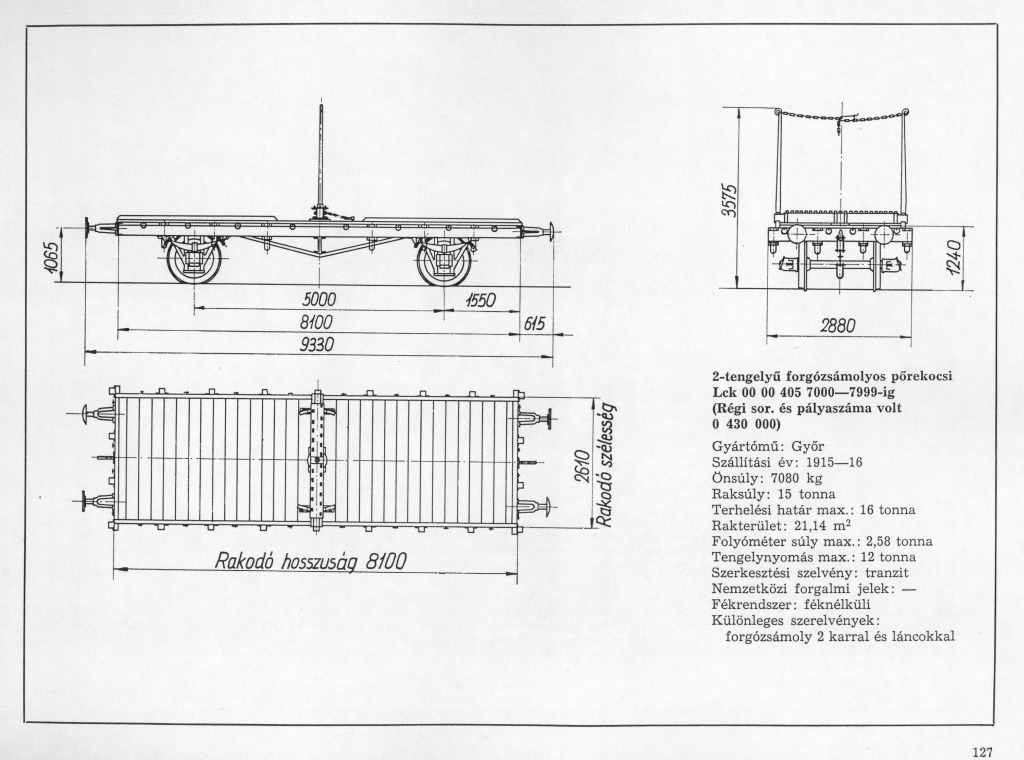 3575
1065
1240
5000
1550
8100
615
9330
2880
2610
Rakodó szélesség
Rakodó hosszuság 8100
2-tengelyű forgózsámolyos pőrekocsi
Lck 00 00 405 7000—7999-ig
(Régi sor. és pályaszáma volt
0 430 000)
Gyártómű: Győr
Szállítási év: 1915—16
Önsúly: 7080 kg
Raksúly: 15 tonna
Terhelési határ max.: 16 tonna
Rakterület: 21,14 m²
Folyóméter súly max.: 2,58 tonna
Tengelynyomás max.: 12 tonna
Szerkesztési szelvény: tranzit
Nemzetközi forgalmi jelek: —
Fékrendszer: féknélküli
Különleges szerelvények:
forgózsámoly 2 karral és láncokkal
127